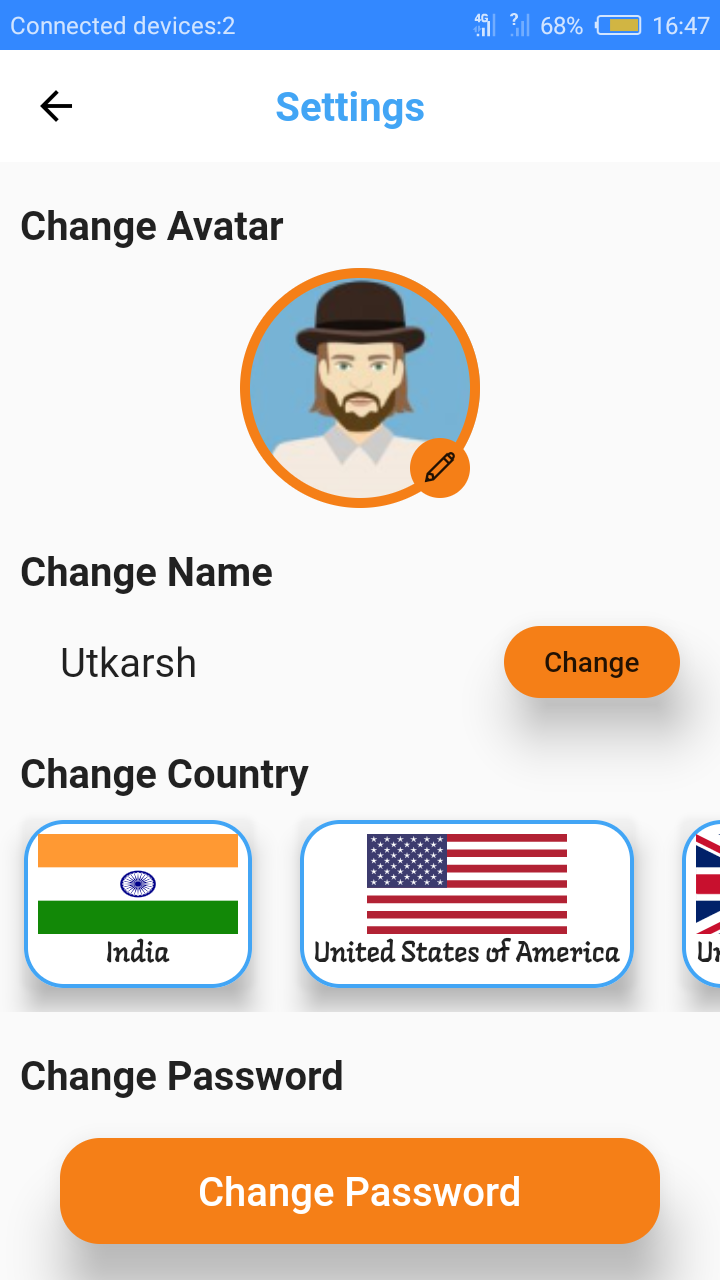 Connected devices:2 4G ? 68% 16:47
Settings
Change Avatar
Change Name
Utkarsh
Change
Change Country
India
United States of America
Change Password
Change Password